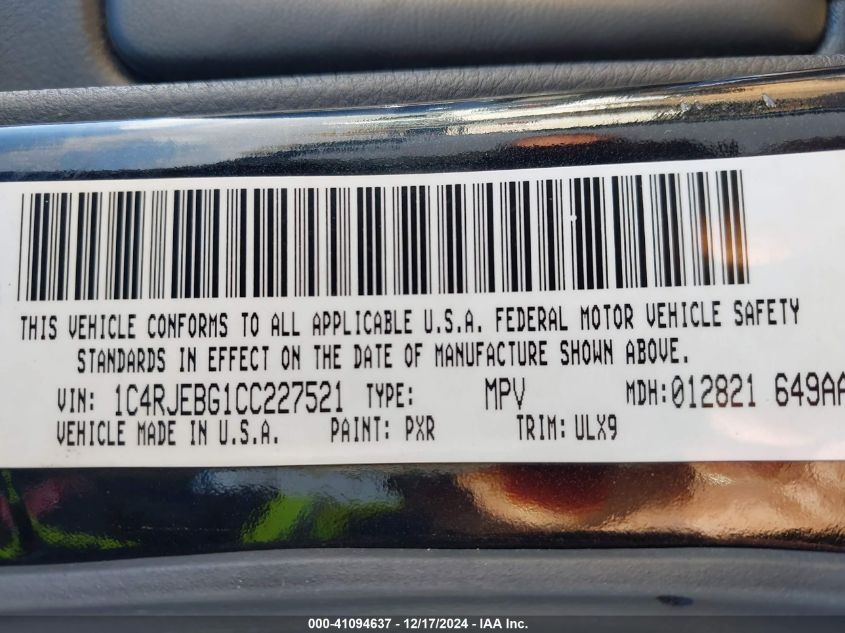 THIS VEHICLE CONFORMS TO ALL APPLICABLE U.S.A. FEDERAL MOTOR VEHICLE SAFETY
STANDARDS IN EFFECT ON THE DATE OF MANUFACTURE SHOWN ABOVE.
VIN: 1C4RJEBG1CC227521 TYPE: MPV MDH:012821 649AA
VEHICLE MADE IN U.S.A. PAINT: PXR TRIM: ULX9
000-41094637 - 12/17/2024 - IAA Inc.